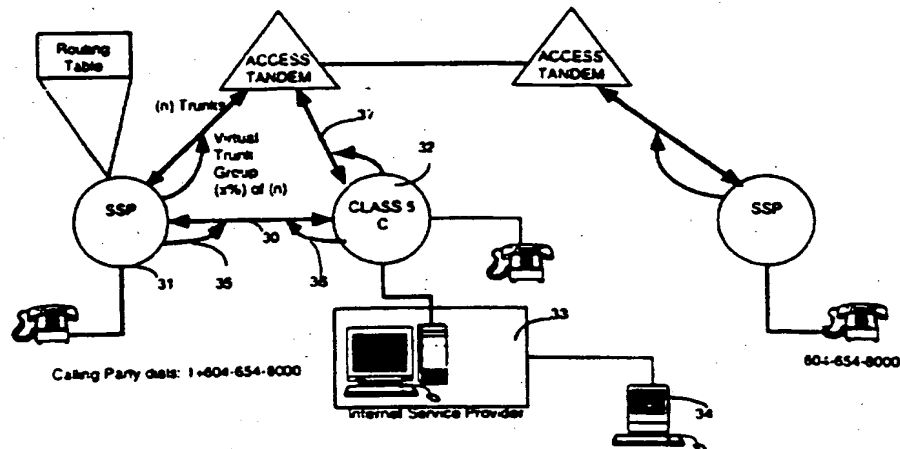 Routing
Table
ACCESS
TANDEM
ACCESS
TANDEM
(n) Trunks
37
Virtual
Trunk
Group
(x%) of (n)
32
SSP
CLASS 5
C
SSP
30
31
35
33
Calling Party dials: 1+604-654-8000
604-654-8000
Internet Service Provider
34